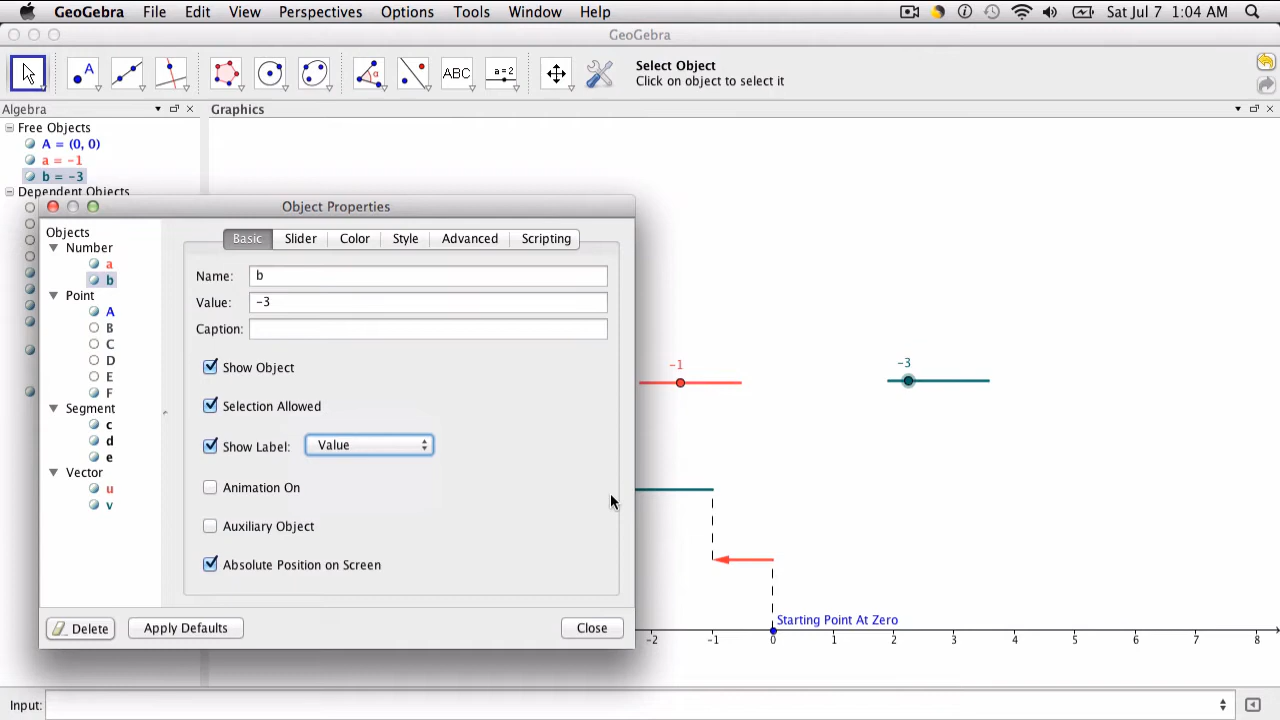 GeoGebra File Edit View Perspectives Options Tools Window Help Sat Jul 7 1:04 AM
GeoGebra
A
α
ABC
a=2
Select Object
Click on object to select it
Algebra
Graphics
Free Objects
A = (0, 0)
a = -1
b = -3
Dependent Objects
Object Properties
Objects
Number
a
b
Point
A
B
C
D
E
F
Segment
c
d
e
Vector
u
v
Basic Slider Color Style Advanced Scripting
Name: b
Value: -3
Caption:
Show Object
Selection Allowed
Show Label: Value
Animation On
Auxiliary Object
Absolute Position on Screen
Delete Apply Defaults Close
-1
-3
Starting Point At Zero
-2 -1 0 1 2 3 4 5 6 7 8
Input: